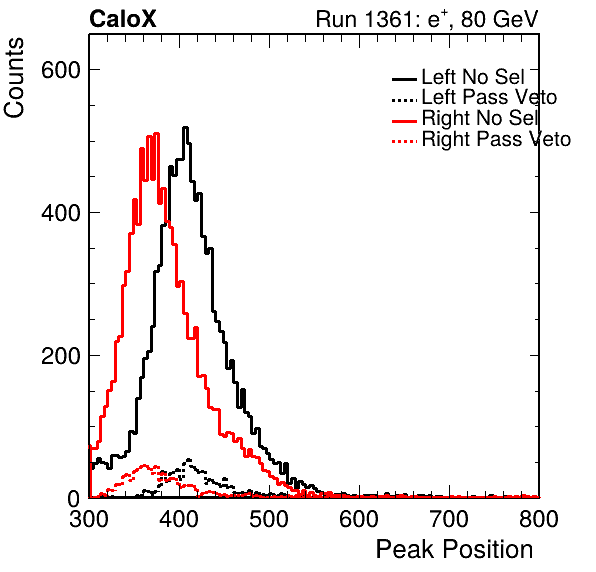 CaloX Run 1361: e⁺, 80 GeV
Counts
600
400
200
0
Left No Sel
Left Pass Veto
Right No Sel
Right Pass Veto
300 400 500 600 700 800
Peak Position